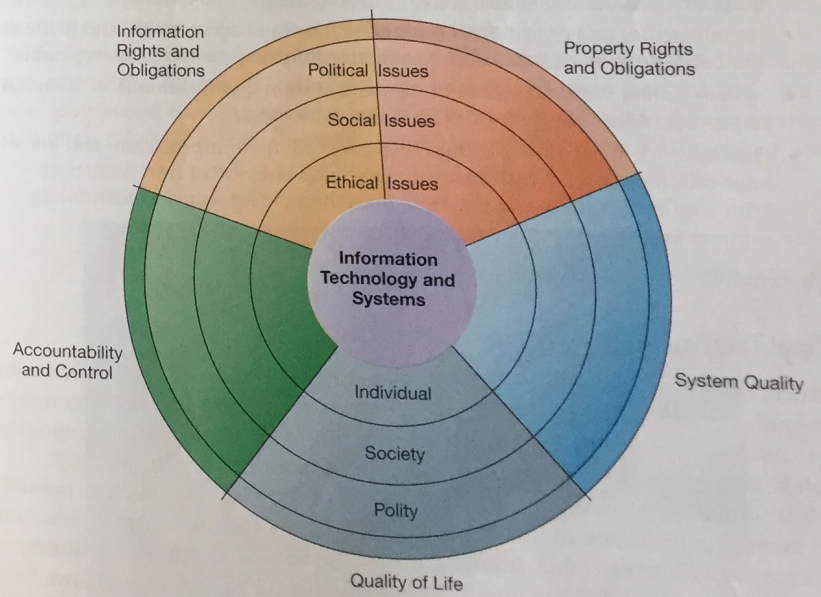 Information
Rights and
Obligations
Property Rights
and Obligations
Political Issues
Social Issues
Ethical Issues
Information
Technology and
Systems
Accountability
and Control
System Quality
Individual
Society
Polity
Quality of Life